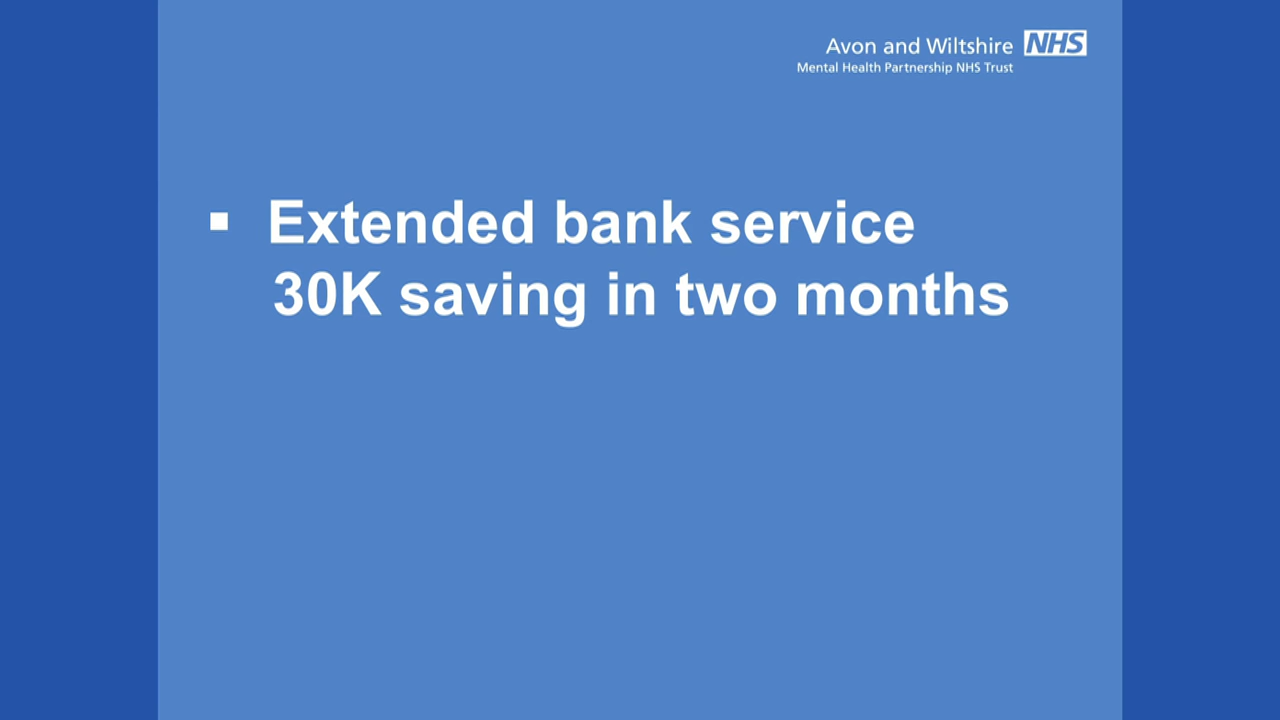 Avon and Wiltshire NHS
Mental Health Partnership NHS Trust
▪ Extended bank service
30K saving in two months